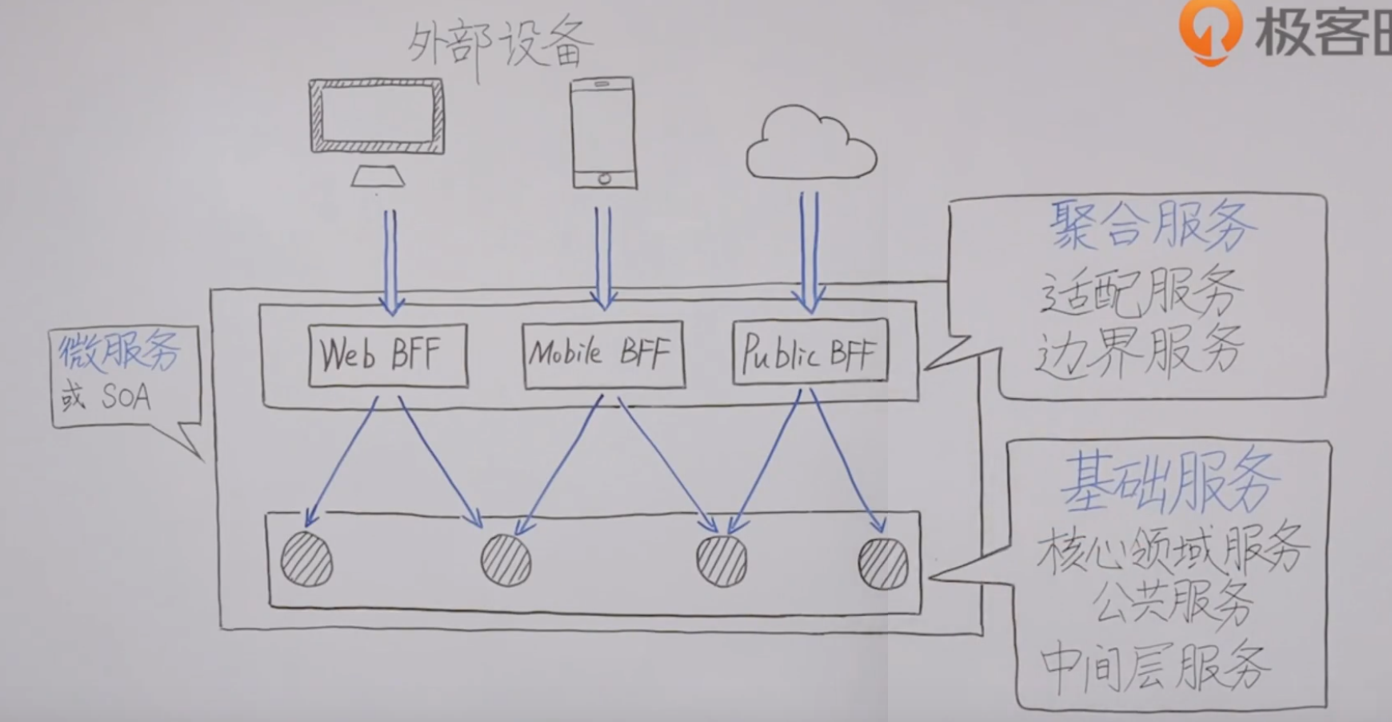 极客时
外部设备
聚合服务
适配服务
边界服务
微服务
或 SOA
Web BFF
Mobile BFF
Public BFF
基础服务
核心领域服务
公共服务
中间层服务